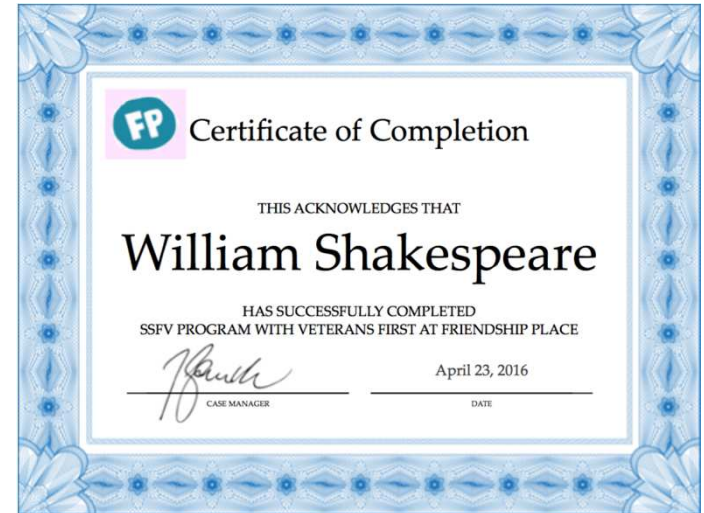 FP
Certificate of Completion
THIS ACKNOWLEDGES THAT
William Shakespeare
HAS SUCCESSFULLY COMPLETED
SSFV PROGRAM WITH VETERANS FIRST AT FRIENDSHIP PLACE
April 23, 2016
CASE MANAGER
DATE